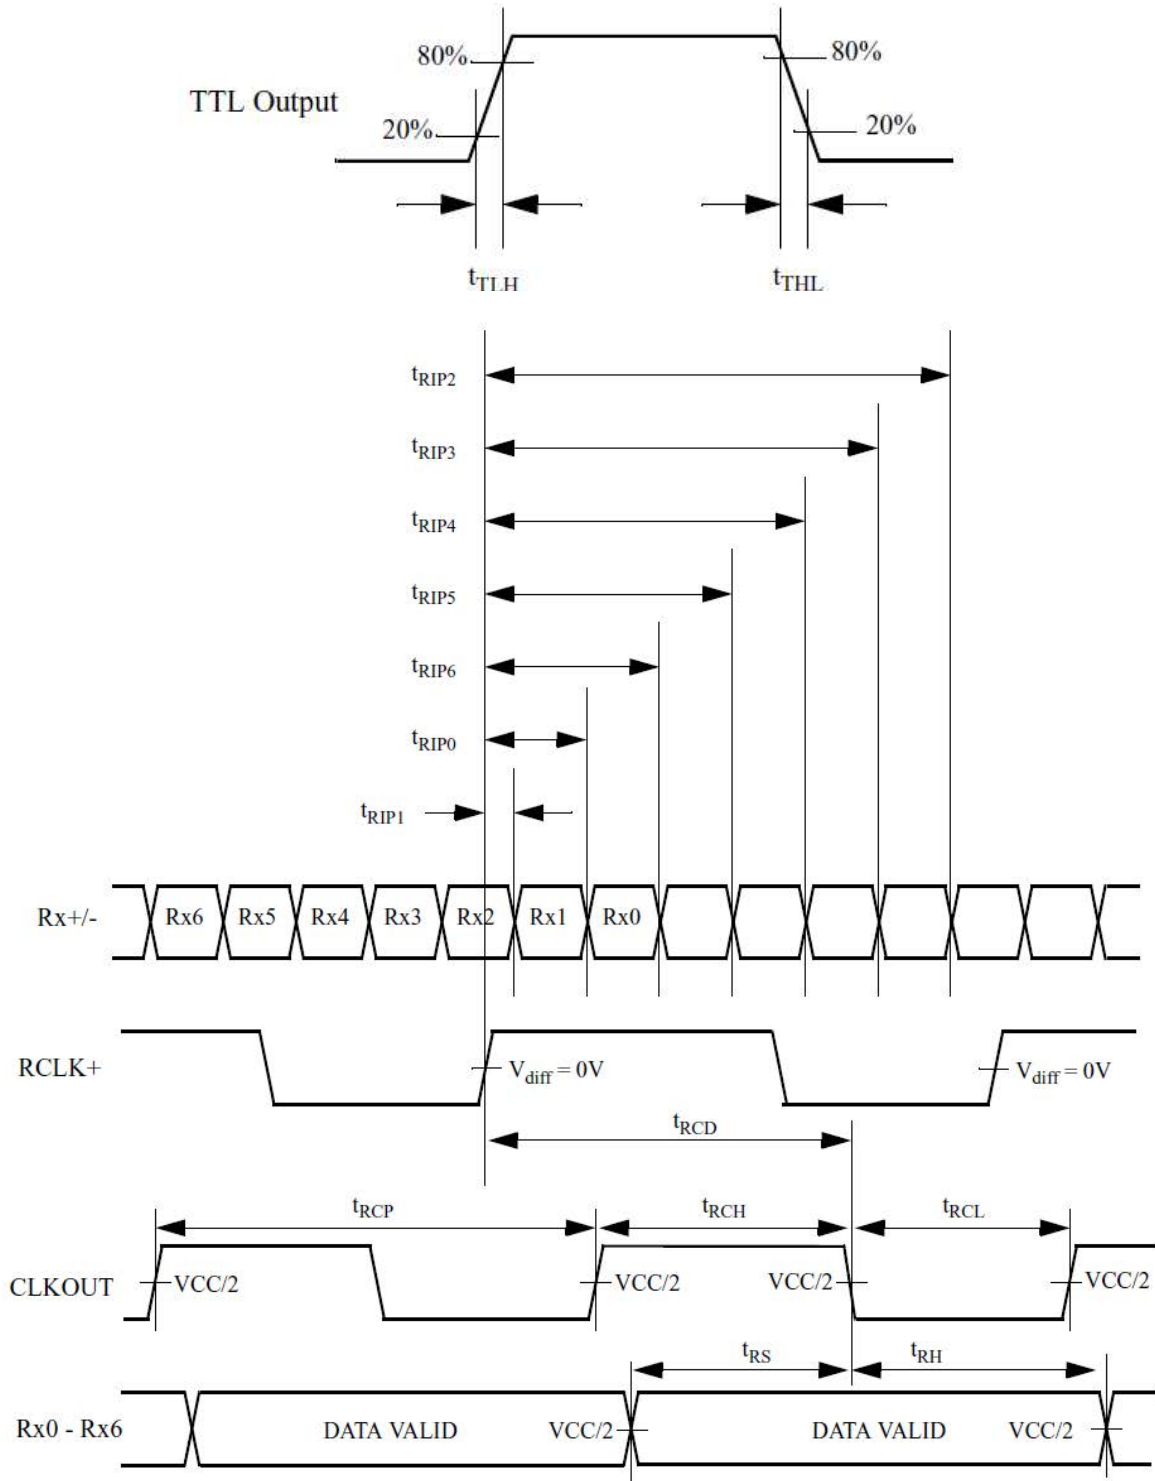 80%
80%
TTL Output
20%
20%
tTLH
tTHL
tRIP2
tRIP3
tRIP4
tRIP5
tRIP6
tRIP0
tRIP1
Rx+/-
Rx6
Rx5
Rx4
Rx3
Rx2
Rx1
Rx0
RCLK+
Vdiff = 0V
Vdiff = 0V
tRCD
tRCP
tRCH
tRCL
CLKOUT
VCC/2
VCC/2
VCC/2
VCC/2
tRS
tRH
Rx0 - Rx6
DATA VALID
VCC/2
DATA VALID
VCC/2